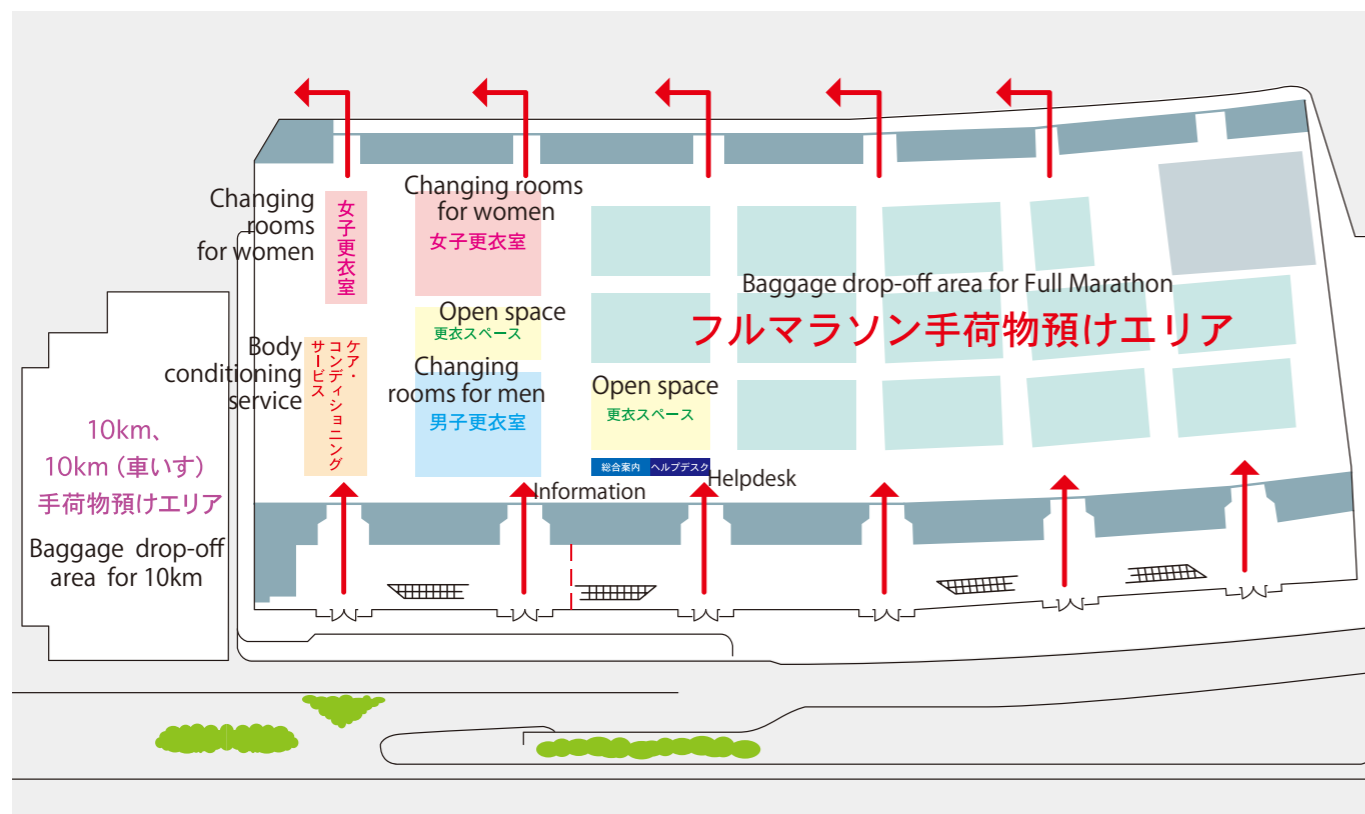 Changing
rooms
for women
女子更衣室
Changing rooms
for women
女子更衣室
Open space
更衣スペース
Changing
rooms for men
男子更衣室
Body
conditioning
service
ケア・
コンディショニング
サービス
Open space
更衣スペース
総合案内
ヘルプデスク
Information
Helpdesk
Baggage drop-off area for Full Marathon
フルマラソン手荷物預けエリア
10km、
10km（車いす）
手荷物預けエリア
Baggage drop-off
area for 10km